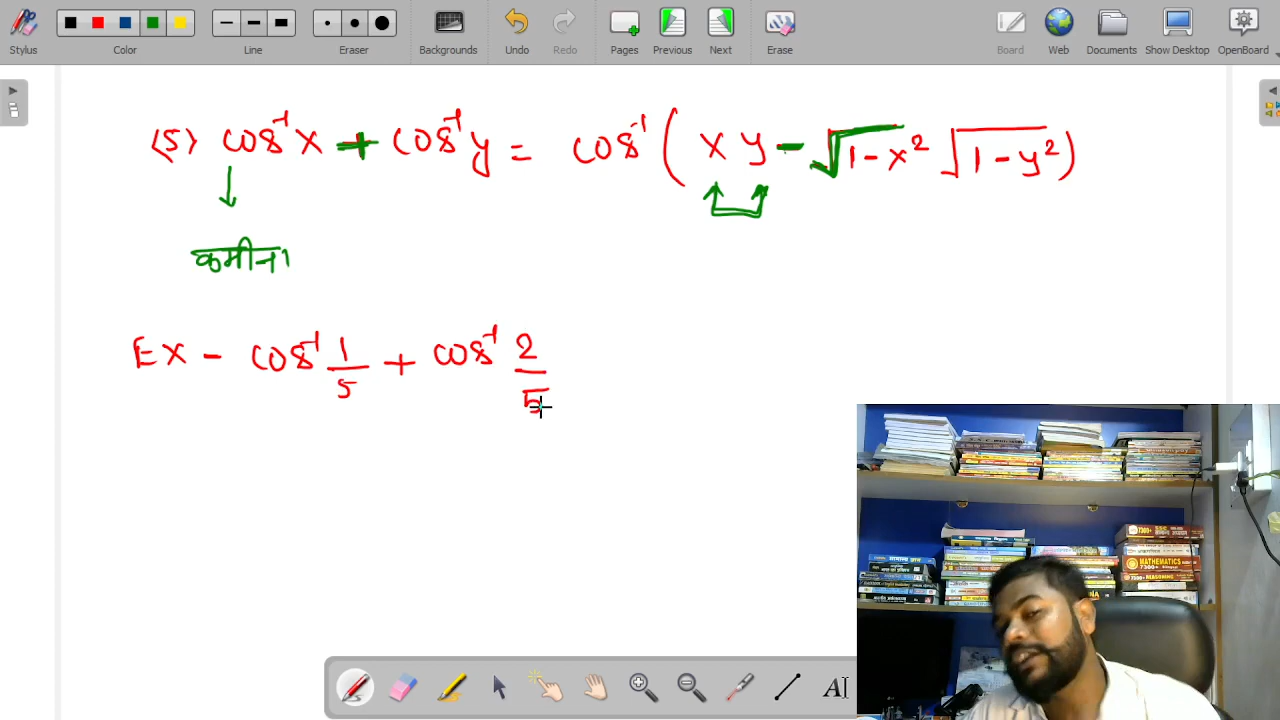 Stylus Color Line Eraser Backgrounds Undo Redo Pages Previous Next Erase Board Web Documents Show Desktop OpenBoard
(5) cos⁻¹x + cos⁻¹y = cos⁻¹(xy - √1-x² √1-y²)
कमीना
EX - cos⁻¹ 1/5 + cos⁻¹ 2/5
MATHEMATICS
REASONING